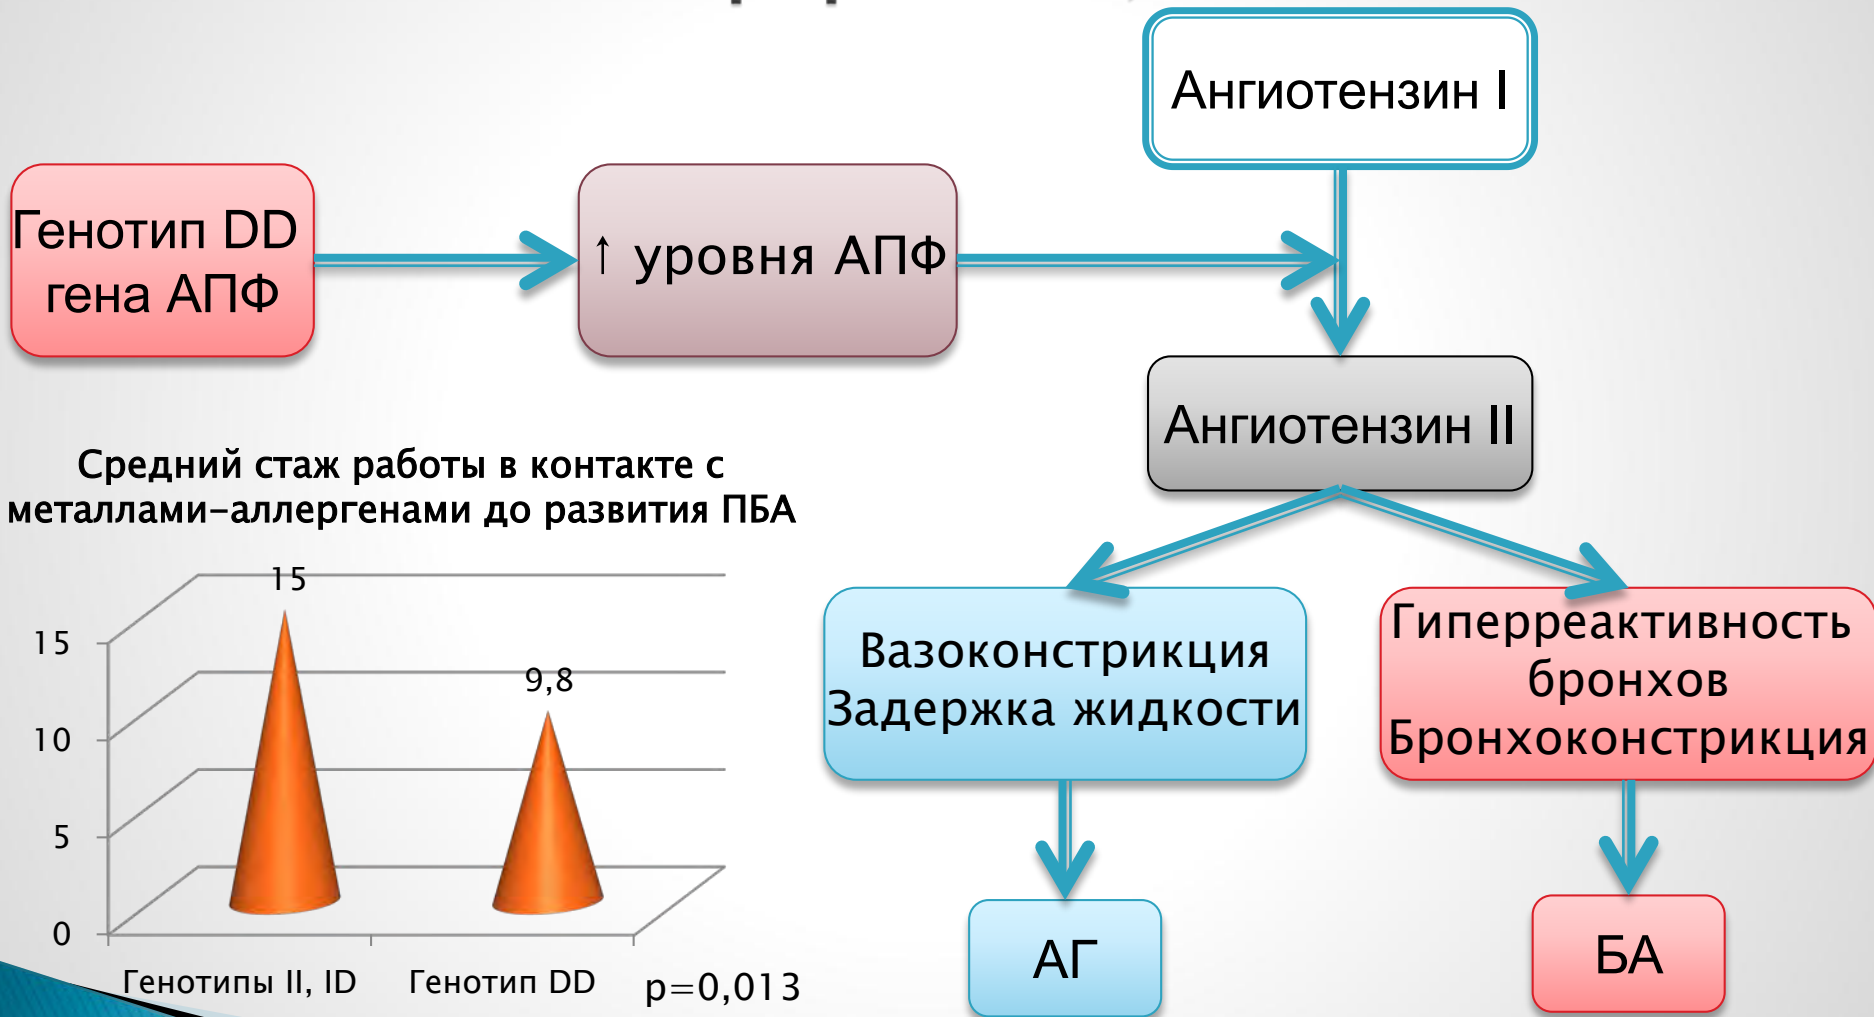 Ангиотензин I
Генотип DD
гена АПФ
↑ уровня АПФ
Ангиотензин II
Средний стаж работы в контакте с
металлами-аллергенами до развития ПБА
15
9,8
15
10
5
0
Генотипы II, ID
Генотип DD
p=0,013
Вазоконстрикция
Задержка жидкости
Гиперреактивность
бронхов
Бронхоконстрикция
АГ
БА